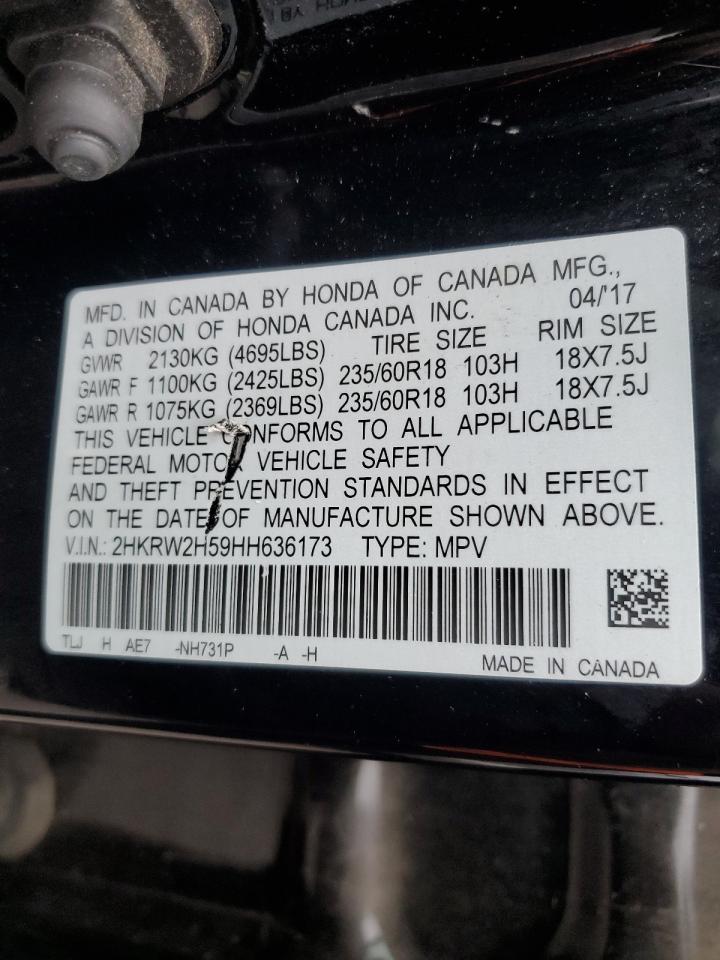 MFD. IN CANADA BY HONDA OF CANADA MFG.,
A DIVISION OF HONDA CANADA INC. 04/'17
GVWR 2130KG (4695LBS) TIRE SIZE RIM SIZE
GAWR F 1100KG (2425LBS) 235/60R18 103H 18X7.5J
GAWR R 1075KG (2369LBS) 235/60R18 103H 18X7.5J
THIS VEHICLE CONFORMS TO ALL APPLICABLE
FEDERAL MOTOR VEHICLE SAFETY
AND THEFT PREVENTION STANDARDS IN EFFECT
ON THE DATE OF MANUFACTURE SHOWN ABOVE.
V.I.N.: 2HKRW2H59HH636173 TYPE: MPV
TLJ H AE7 -NH731P -A -H
MADE IN CANADA